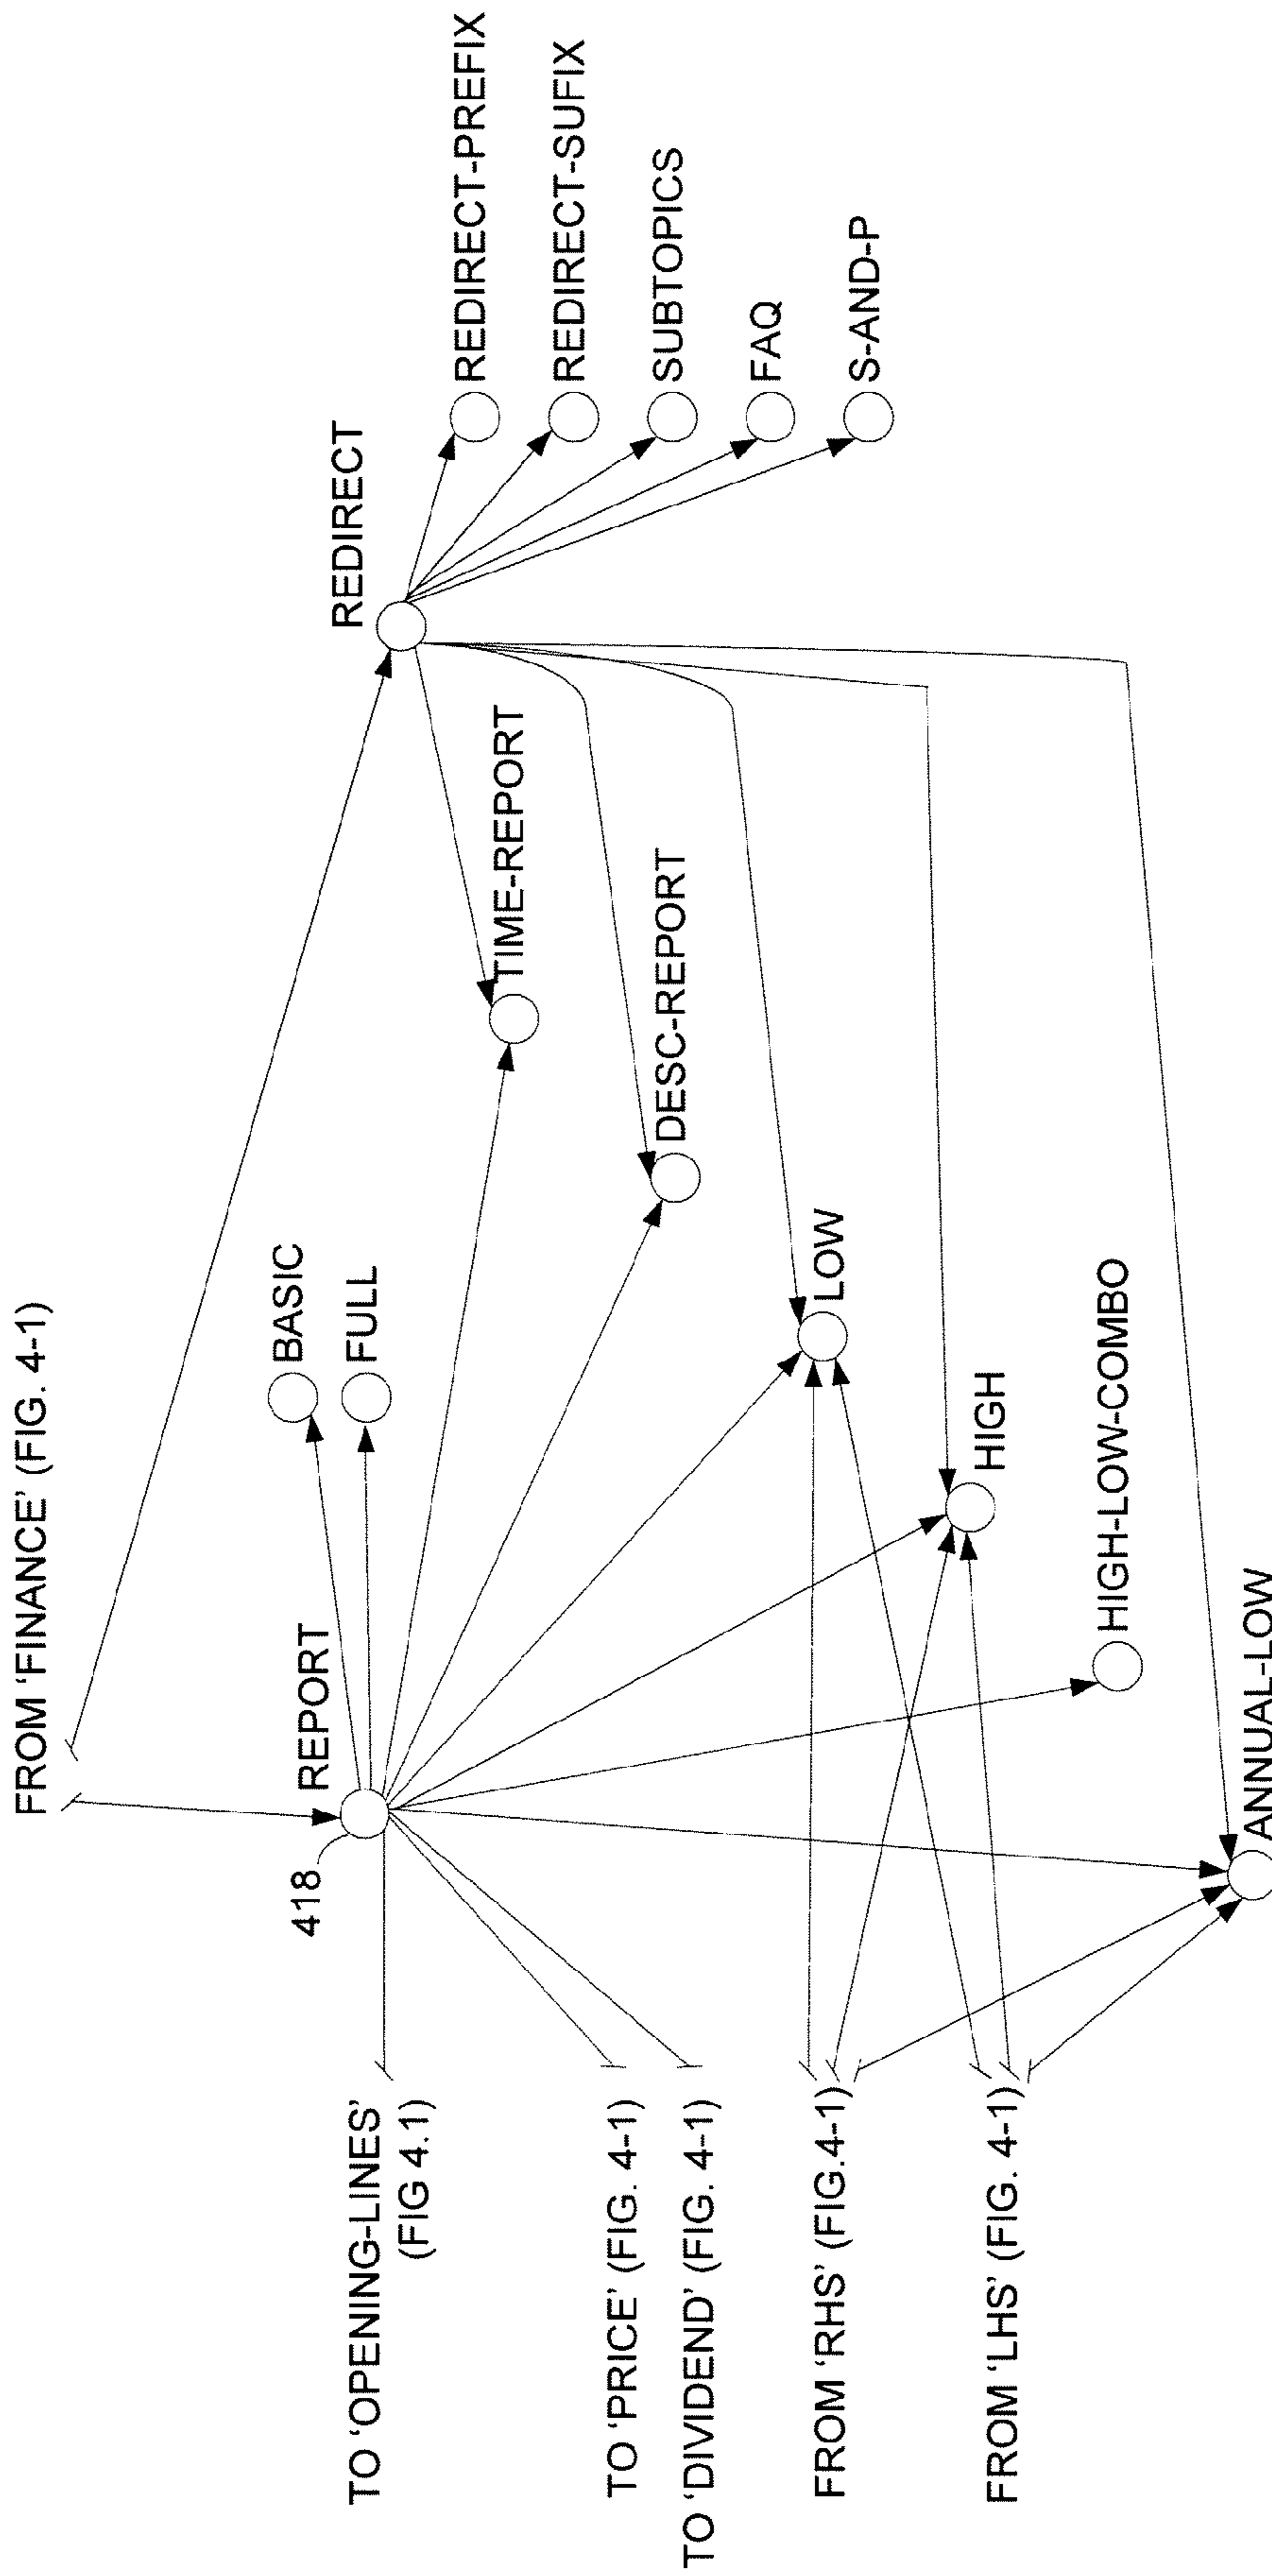 FROM ‘FINANCE’ (FIG. 4-1)
REPORT
418
BASIC
FULL
REDIRECT
REDIRECT-PREFIX
REDIRECT-SUFIX
SUBTOPICS
FAQ
S-AND-P
TIME-REPORT
DESC-REPORT
LOW
HIGH
HIGH-LOW-COMBO
ANNUAL-LOW
TO ‘OPENING-LINES’
(FIG 4.1)
TO ‘PRICE’ (FIG. 4-1)
TO ‘DIVIDEND’ (FIG. 4-1)
FROM ‘RHS’ (FIG.4-1)
FROM ‘LHS’ (FIG. 4-1)